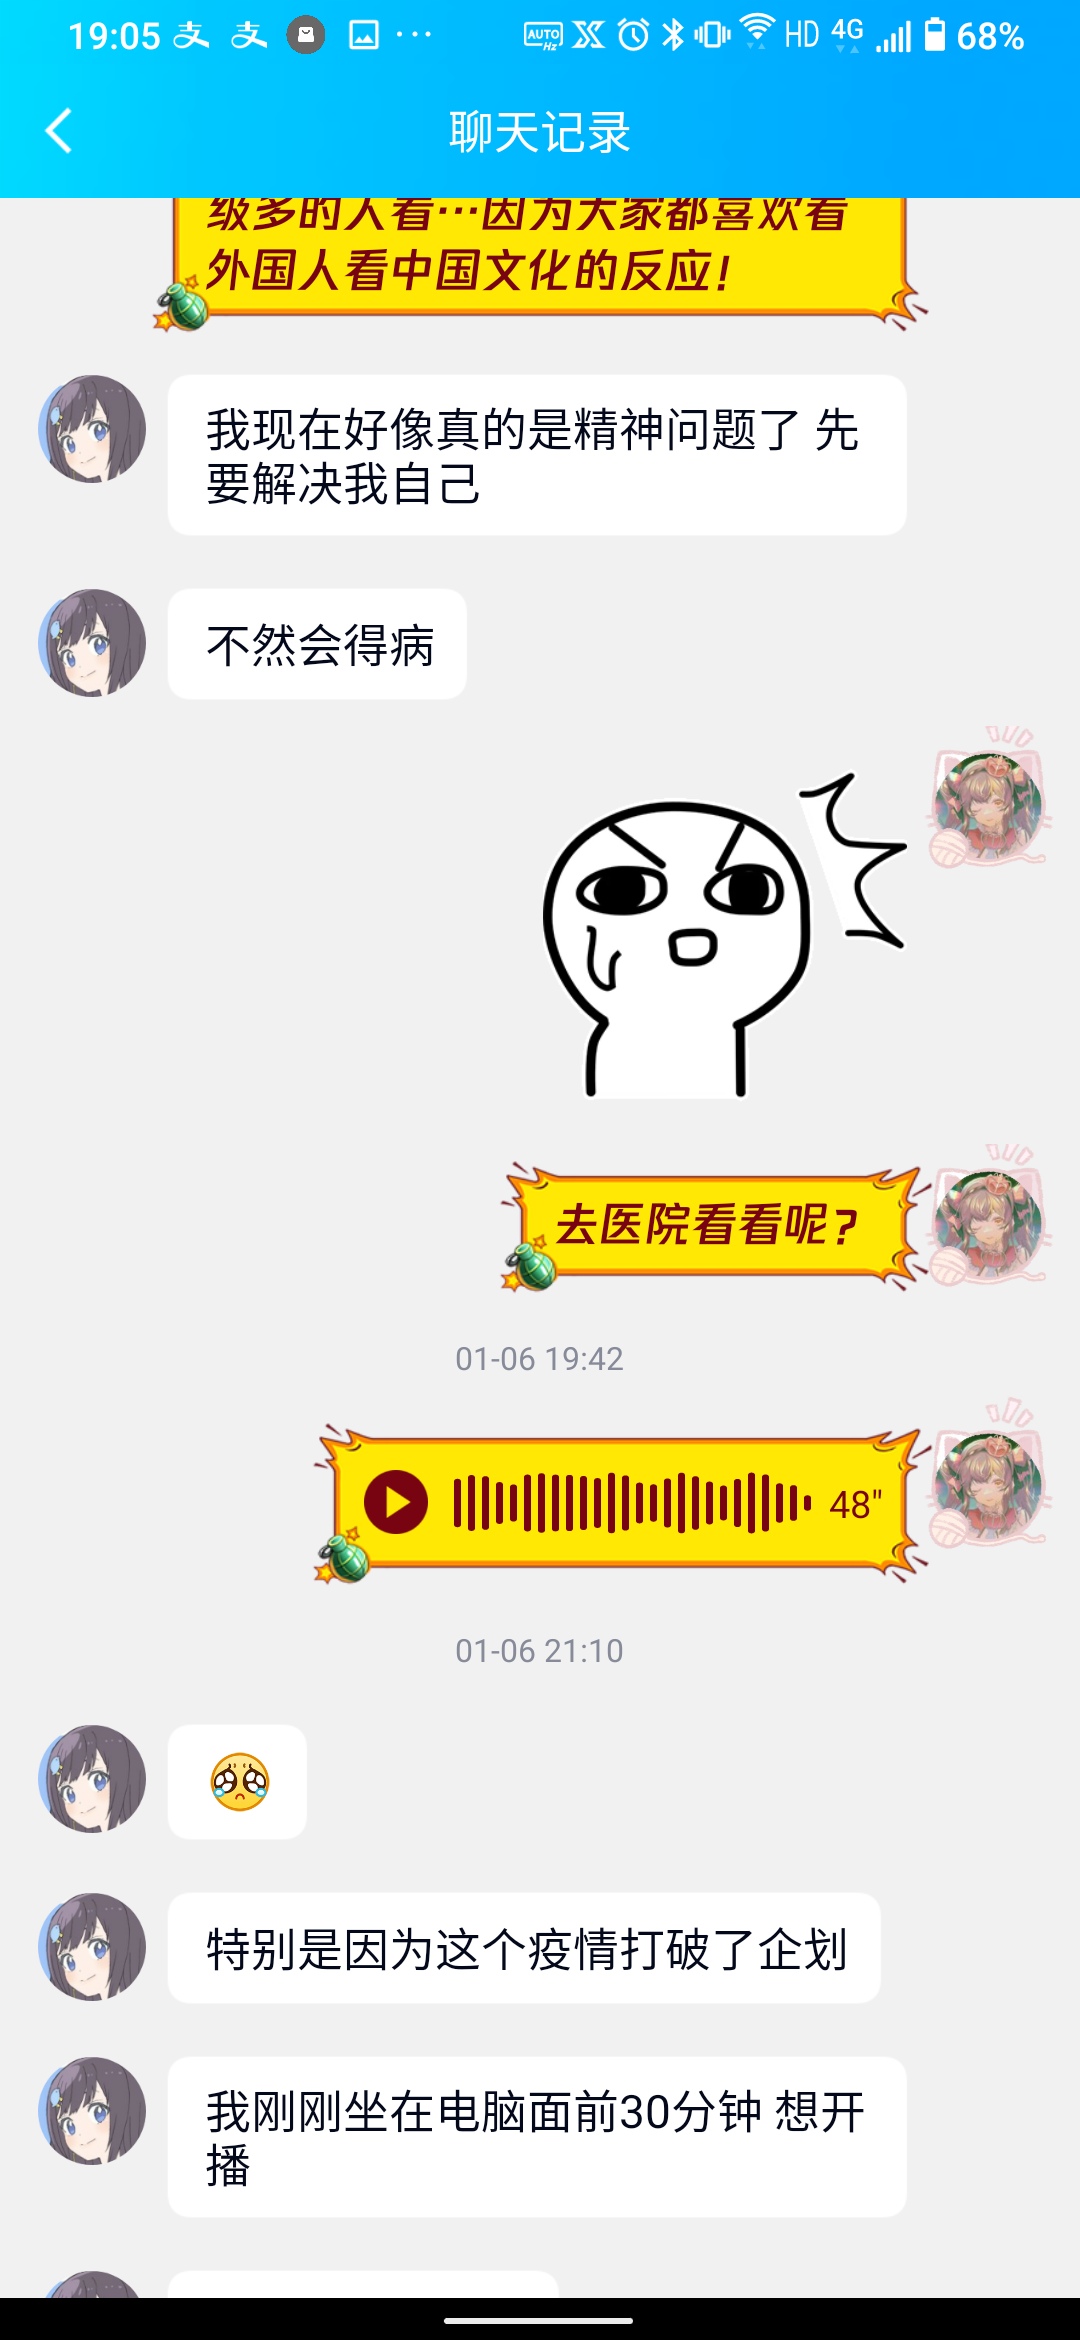 19:05
HD 4G 68%
聊天记录
级多的人看…因为大家都喜欢看
外国人看中国文化的反应！
我现在好像真的是精神问题了 先
要解决我自己
不然会得病
去医院看看呢？
01-06 19:42
48"
01-06 21:10
特别是因为这个疫情打破了企划
我刚刚坐在电脑面前30分钟 想开
播